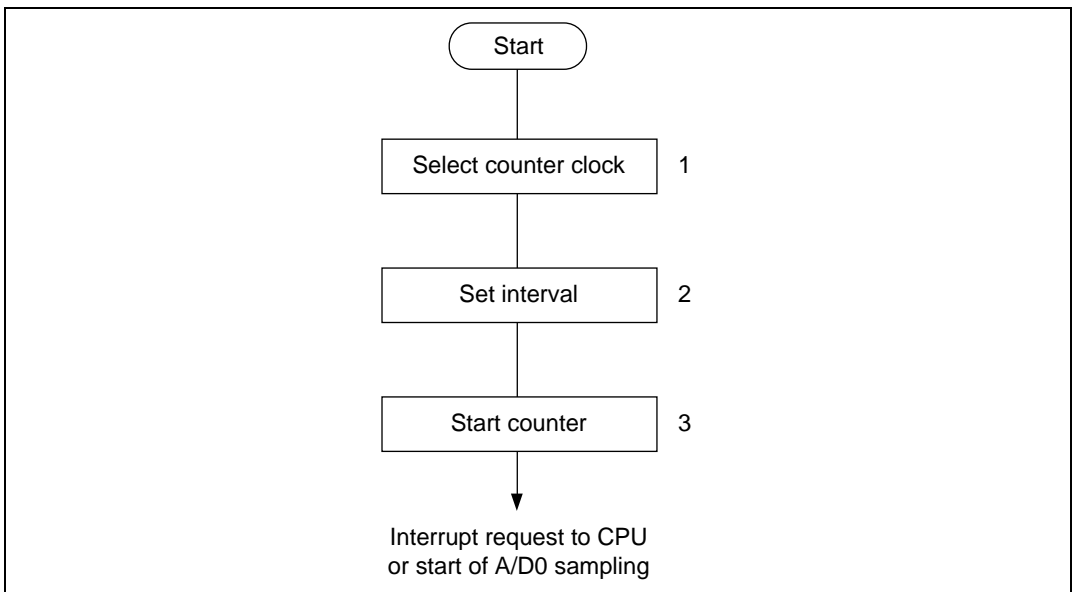 Start
Select counter clock 1
Set interval 2
Start counter 3
Interrupt request to CPU
or start of A/D0 sampling